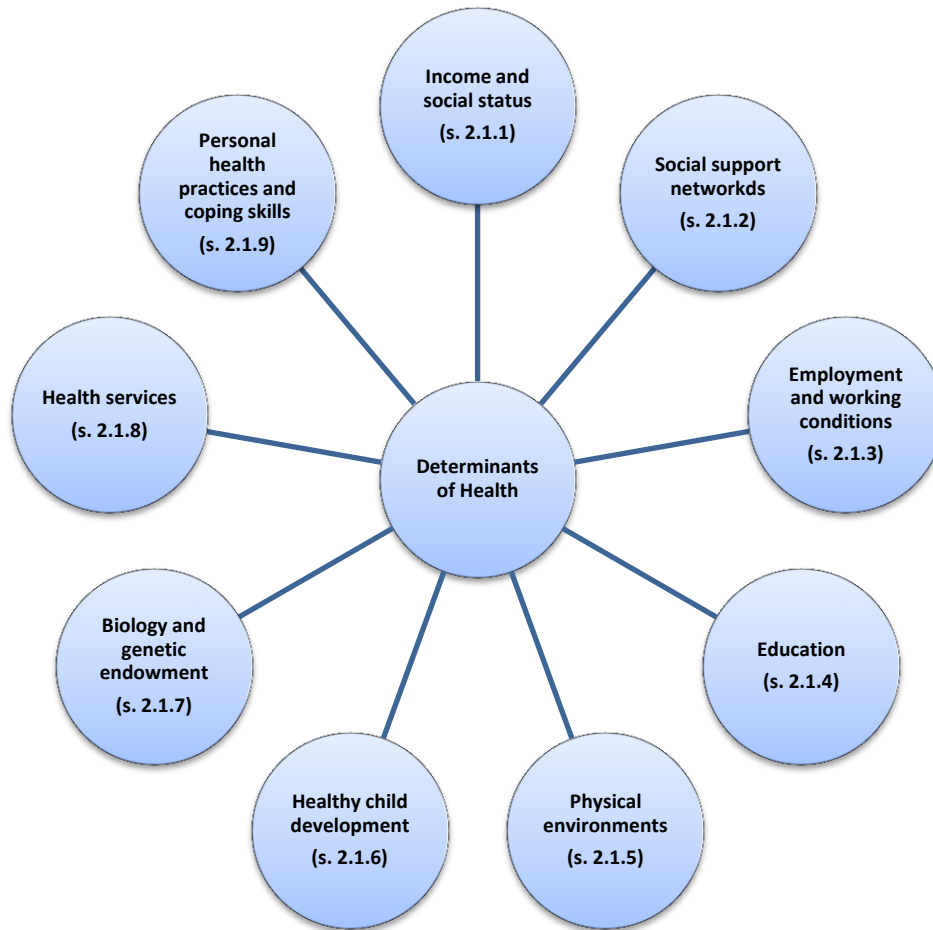 Income and
social status
(s. 2.1.1)
Social support
networkds
(s. 2.1.2)
Employment
and working
conditions
(s. 2.1.3)
Education
(s. 2.1.4)
Physical
environments
(s. 2.1.5)
Healthy child
development
(s. 2.1.6)
Biology and
genetic
endowment
(s. 2.1.7)
Health services
(s. 2.1.8)
Personal
health
practices and
coping skills
(s. 2.1.9)
Determinants
of Health